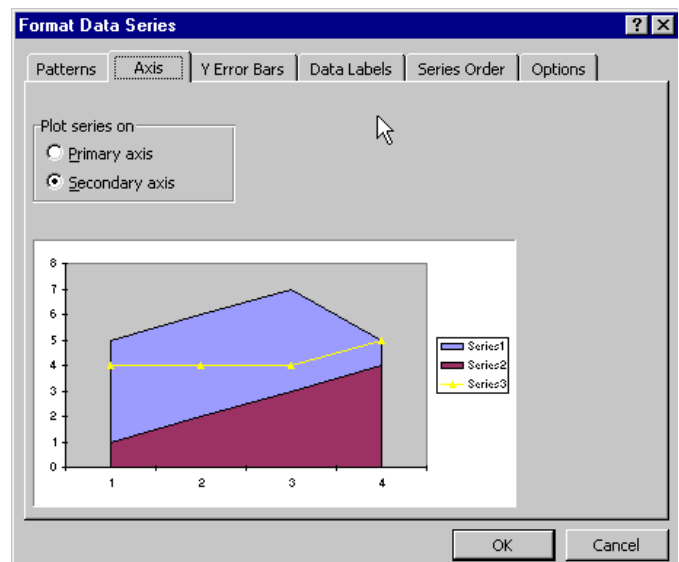 Format Data Series
Patterns Axis Y Error Bars Data Labels Series Order Options
Plot series on
Primary axis
Secondary axis
8
7
6
5
4
3
2
1
0
1 2 3 4
Series1
Series2
Series3
OK Cancel